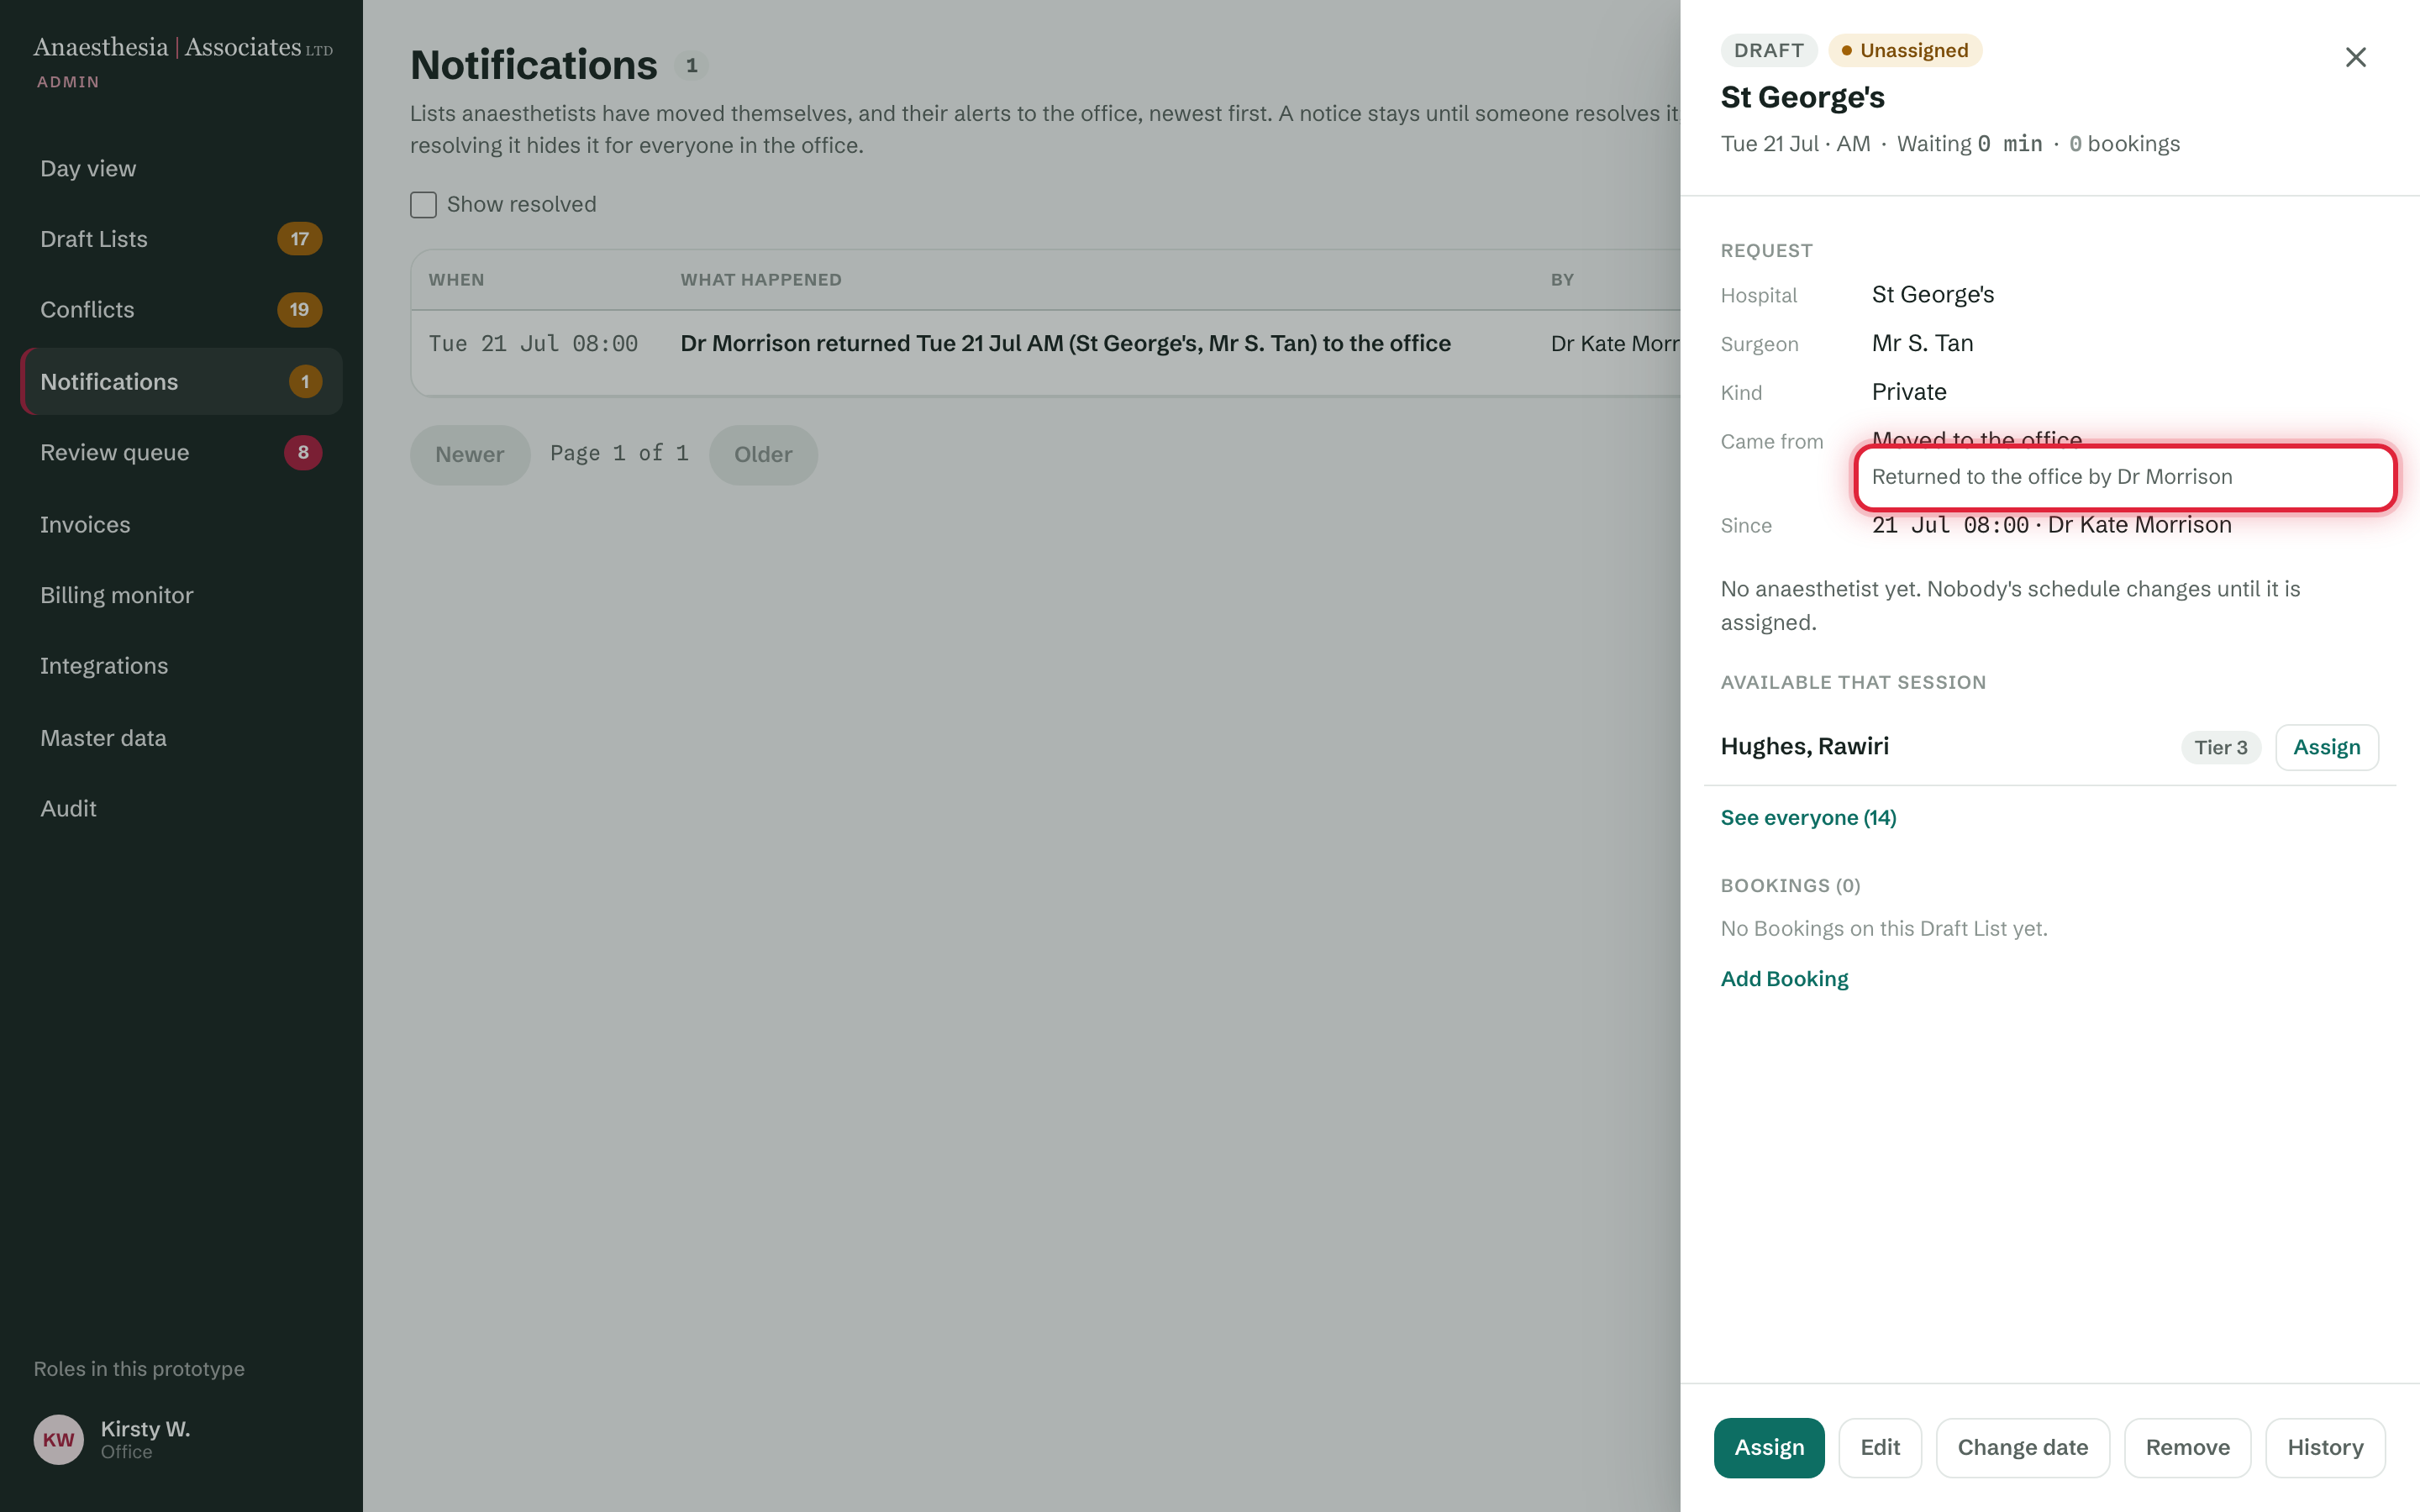 Anaesthesia | Associates LTD
ADMIN
Day view
Draft Lists 17
Conflicts 19
Notifications 1
Review queue 8
Invoices
Billing monitor
Integrations
Master data
Audit
Roles in this prototype
KW
Kirsty W.
Office
Notifications 1
Lists anaesthetists have moved themselves, and their alerts to the office, newest first. A notice stays until someone resolves it
resolving it hides it for everyone in the office.
Show resolved
WHEN WHAT HAPPENED BY
Tue 21 Jul 08:00 Dr Morrison returned Tue 21 Jul AM (St George's, Mr S. Tan) to the office Dr Kate Morr
Newer Page 1 of 1 Older
DRAFT Unassigned
St George's
Tue 21 Jul · AM · Waiting 0 min · 0 bookings
REQUEST
Hospital St George's
Surgeon Mr S. Tan
Kind Private
Came from Moved to the office
Returned to the office by Dr Morrison
Since 21 Jul 08:00 · Dr Kate Morrison
No anaesthetist yet. Nobody's schedule changes until it is
assigned.
AVAILABLE THAT SESSION
Hughes, Rawiri Tier 3 Assign
See everyone (14)
BOOKINGS (0)
No Bookings on this Draft List yet.
Add Booking
Assign Edit Change date Remove History